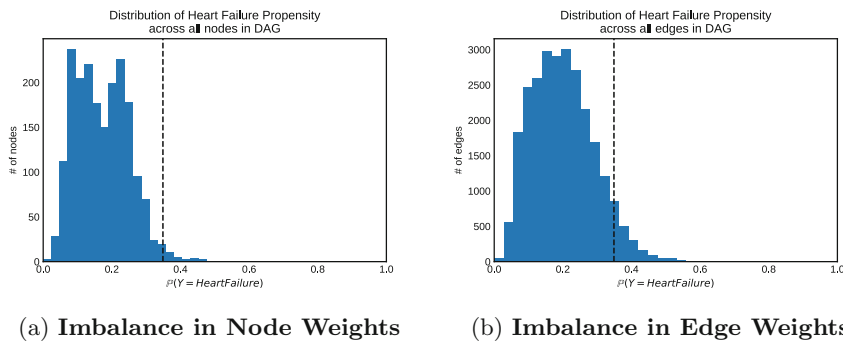 Distribution of Heart Failure Propensity
across all nodes in DAG
# of nodes
200
150
100
50
0
0.0 0.2 0.4 0.6 0.8 1.0
ℙ(Y = HeartFailure)
(a) Imbalance in Node Weights
Distribution of Heart Failure Propensity
across all edges in DAG
# of edges
3000
2500
2000
1500
1000
500
0
0.0 0.2 0.4 0.6 0.8 1.0
ℙ(Y = HeartFailure)
(b) Imbalance in Edge Weights